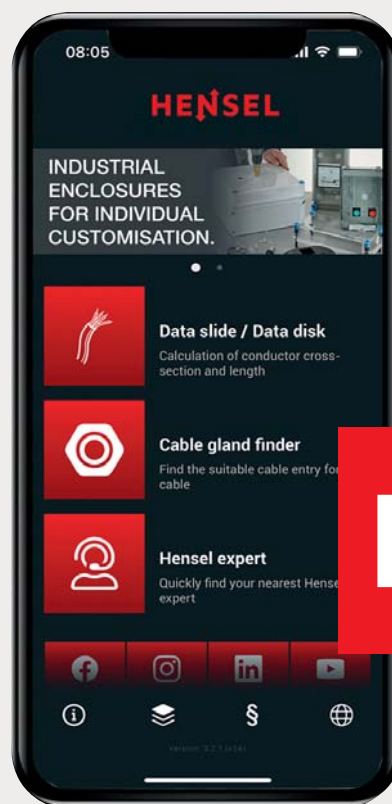 08:05
HENSEL
INDUSTRIAL
ENCLOSURES
FOR INDIVIDUAL
CUSTOMISATION.
Data slide / Data disk
Calculation of conductor cross-
section and length
Cable gland finder
Find the suitable cable entry for
cable
Hensel expert
Quickly find your nearest Hensel
expert